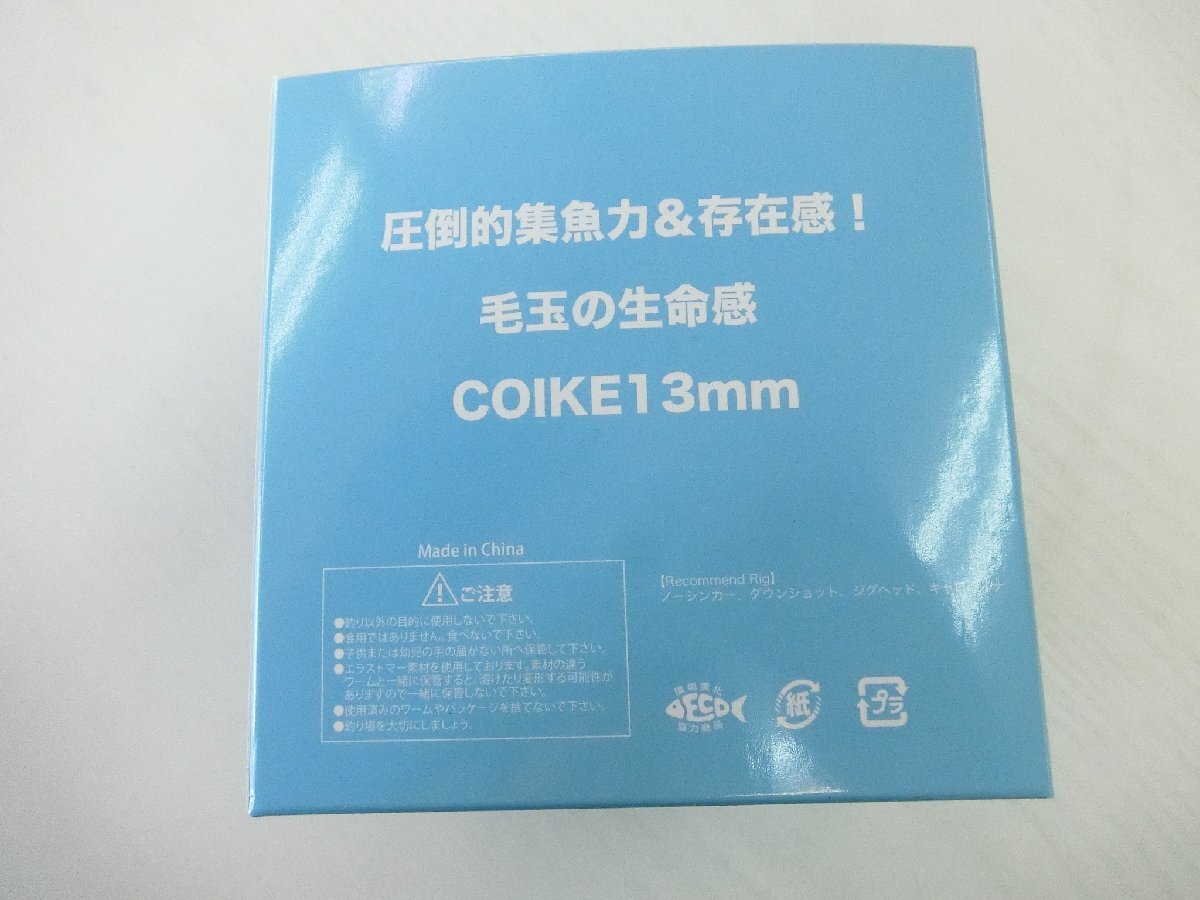 圧倒的集魚力&存在感！
毛玉の生命感
COIKE13mm
Made in China
ご注意
●釣り以外の目的に使用しないで下さい。
●食用ではありません。食べないで下さい。
●子供または幼児の手の届かない所へ保管して下さい。
●エラストマー素材を使用しております。素材の違う
ワームと一緒に保管すると、溶けたり変形する可能性が
ありますので一緒に保管しないで下さい。
●使用済みのワームやパッケージを捨てないで下さい。
●釣り場を大切にしましょう。
【Recommend Rig】
ノーシンカー、ダウンショット、ジグヘッド、
環境美化
ECO
協力商品
紙
プラ